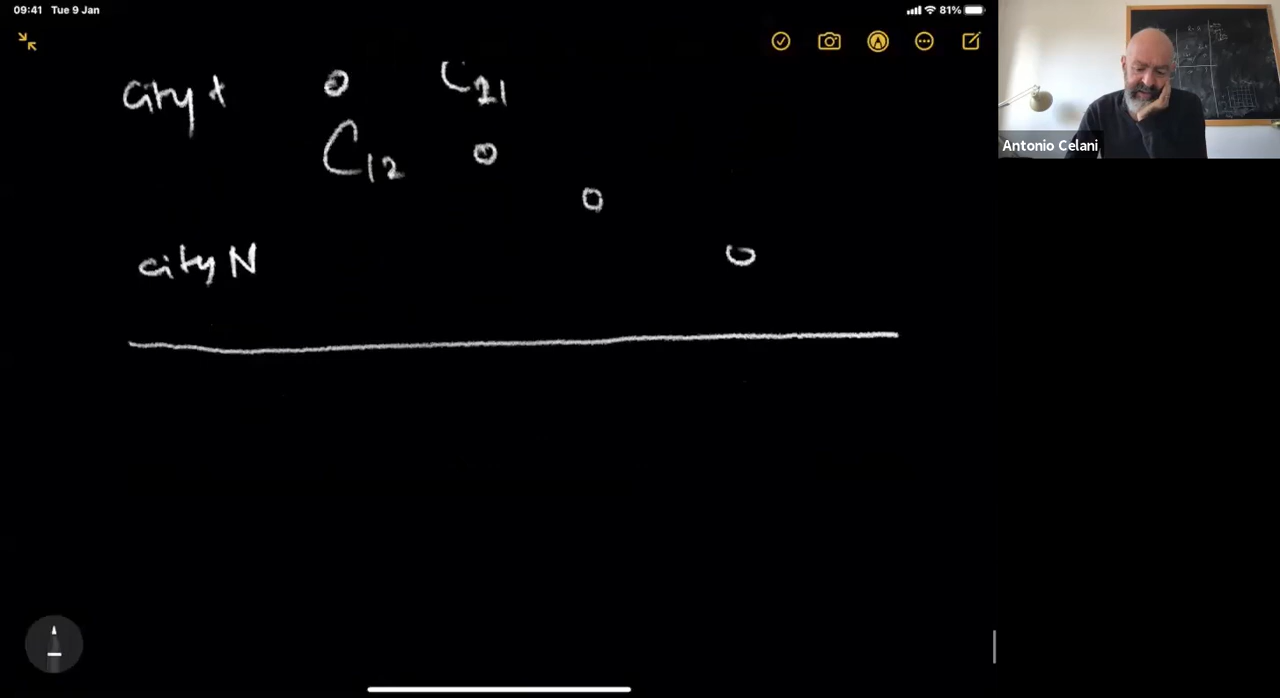 09:41 Tue 9 Jan
81%
City 1 0 C21
C12 0
0
city N 0
Antonio Celani